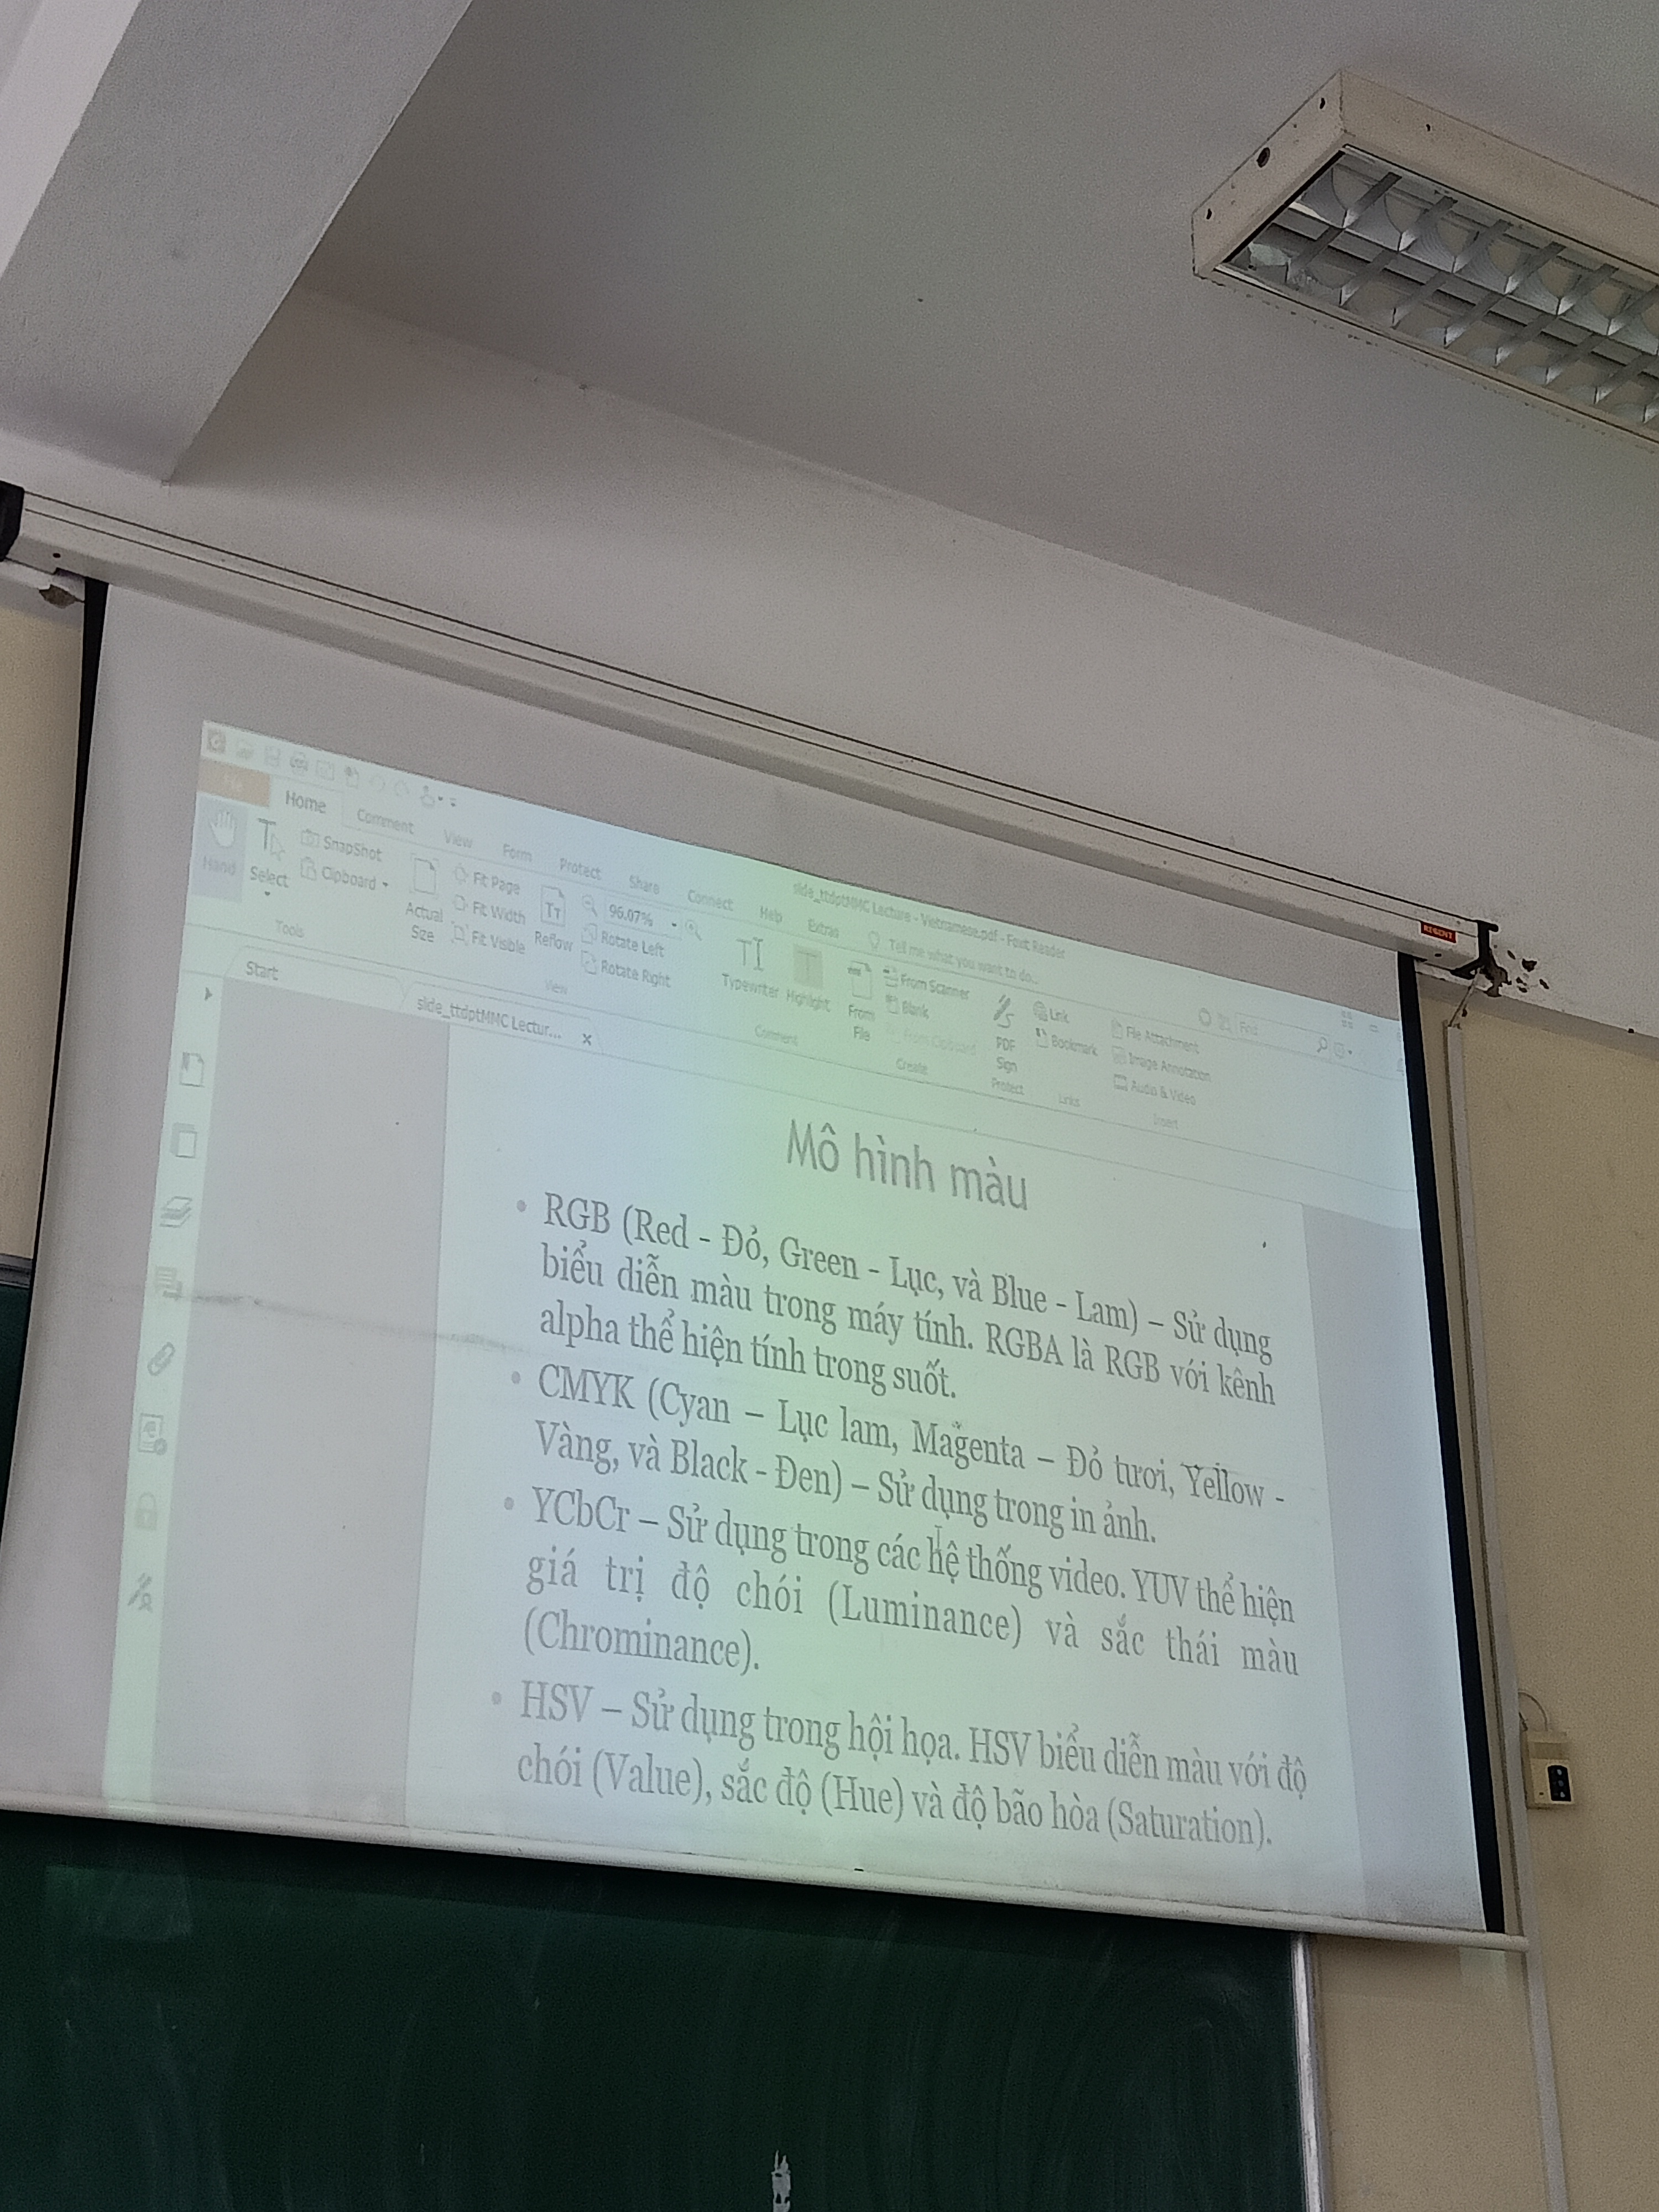 slide_ttdptMMC Lecture - Vietnamese.pdf - Foxit Reader
Home Comment View Form Protect Share Connect Help Extras Tell me what you want to do... Find
Hand
Select
SnapShot
Clipboard
Tools
Actual
Size
Fit Page
Fit Width
Fit Visible
Reflow
96.07%
Rotate Left
Rotate Right
View
Typewriter
Highlight
Comment
From
File
From Scanner
Blank
From Clipboard
Create
PDF
Sign
Protect
Link
Bookmark
Links
File Attachment
Image Annotation
Audio & Video
Insert
REGENT
Start
slide_ttdptMMC Lectur...
Mô hình màu
• RGB (Red - Đỏ, Green - Lục, và Blue - Lam) – Sử dụng
biểu diễn màu trong máy tính. RGBA là RGB với kênh
alpha thể hiện tính trong suốt.
• CMYK (Cyan – Lục lam, Magenta – Đỏ tươi, Yellow -
Vàng, và Black - Đen) – Sử dụng trong in ảnh.
• YCbCr – Sử dụng trong các hệ thống video. YUV thể hiện
giá trị độ chói (Luminance) và sắc thái màu
(Chrominance).
• HSV – Sử dụng trong hội họa. HSV biểu diễn màu với độ
chói (Value), sắc độ (Hue) và độ bão hòa (Saturation).